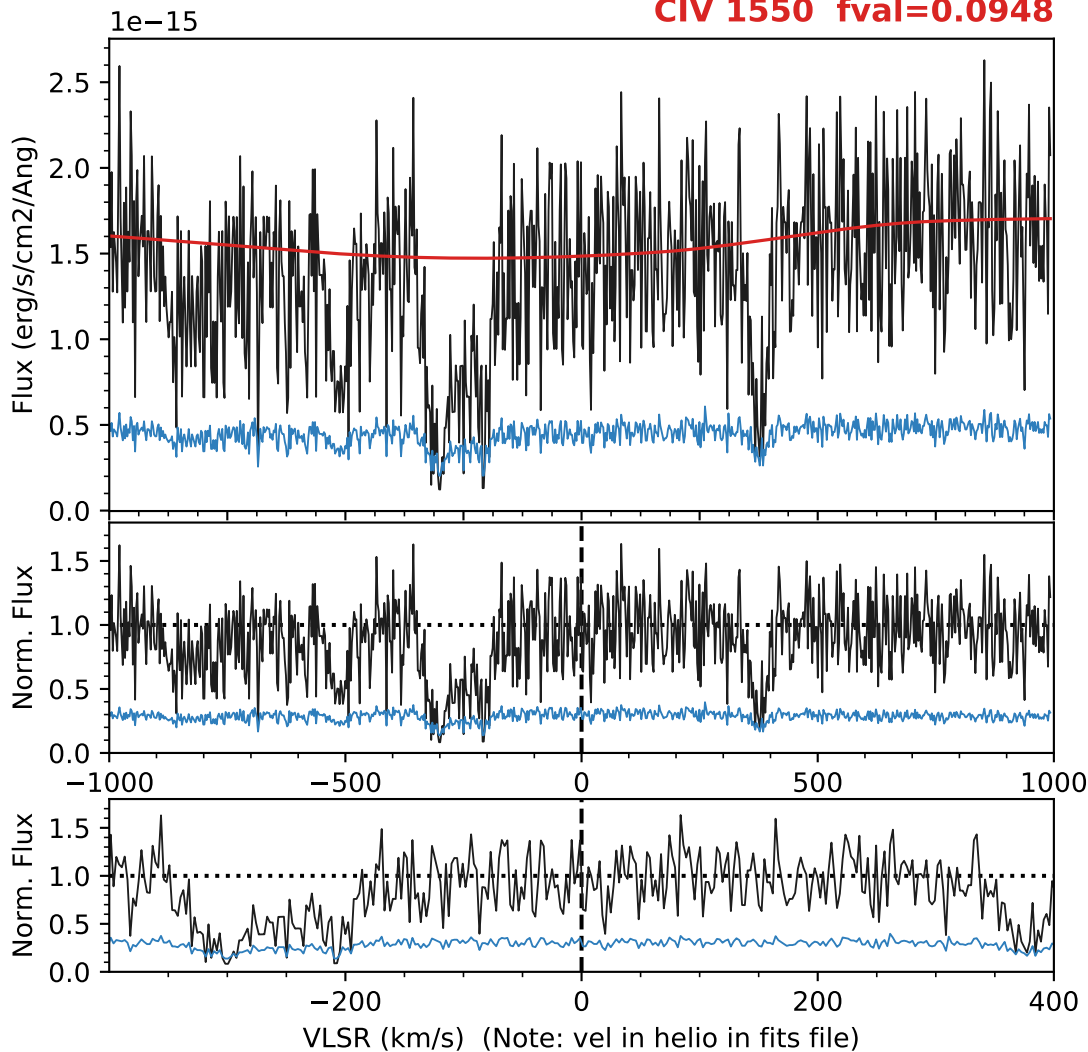 CIV 1550 fval=0.0948
1e−15
2.5
2.0
1.5
1.0
0.5
0.0
Flux (erg/s/cm2/Ang)
1.5
1.0
0.5
0.0
Norm. Flux
−1000 −500 0 500 1000
1.5
1.0
0.5
0.0
Norm. Flux
−200 0 200 400
VLSR (km/s) (Note: vel in helio in fits file)